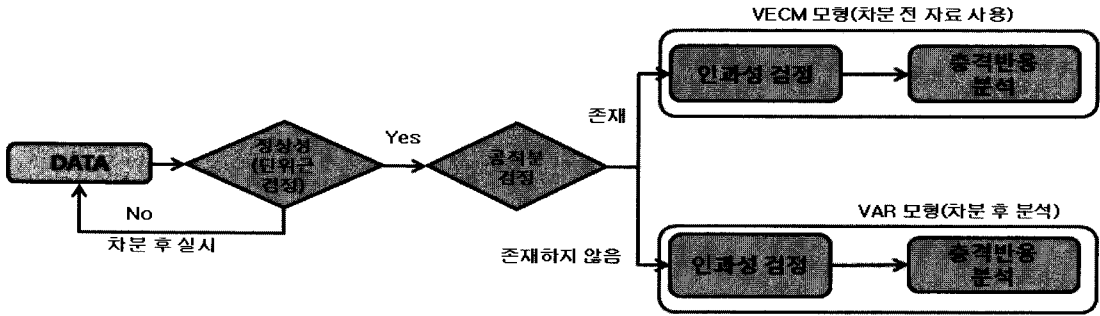 VECM 모형(차분 전 자료 사용)
인과성 검정
충격반응
분석
존재
Yes
정상성
(단위근
검정)
공적분
검정
DATA
No
차분 후 실시
존재하지 않음
VAR 모형(차분 후 분석)
인과성 검정
충격반응
분석